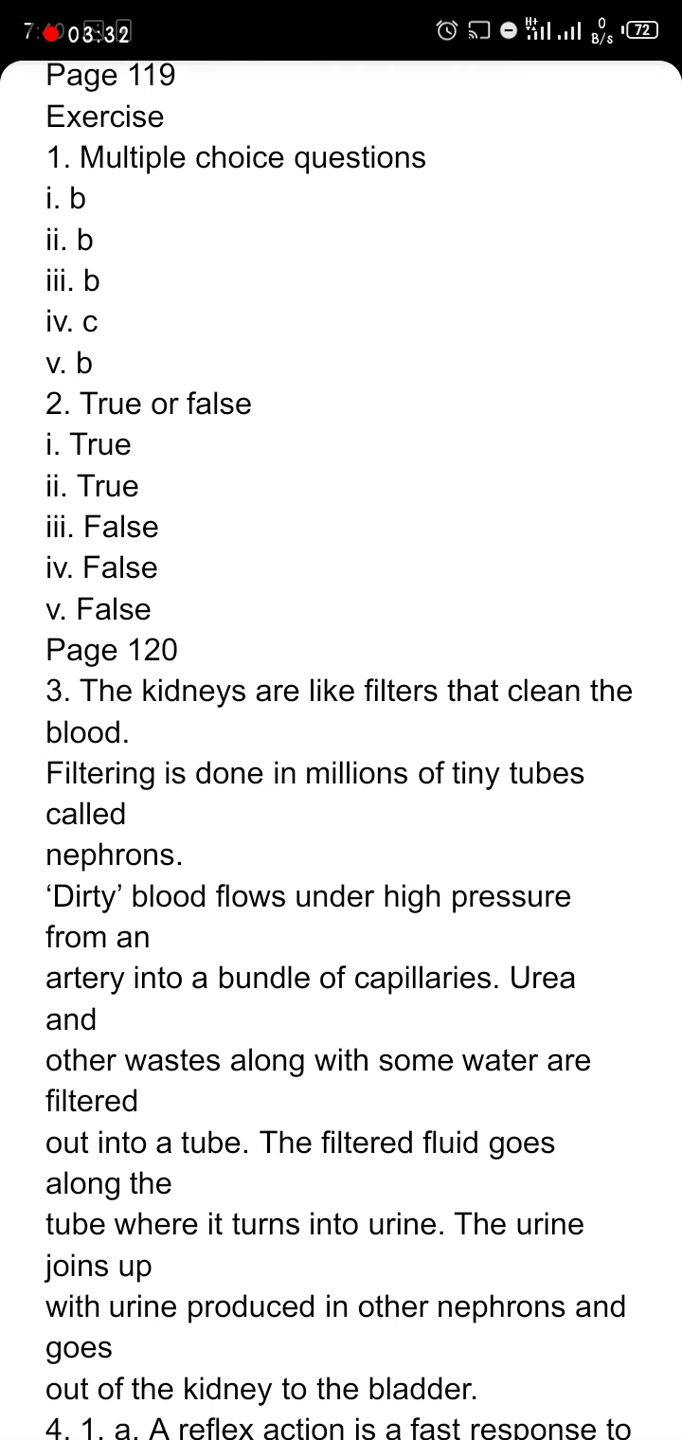 03:32
H+
0
B/s
72
Page 119
Exercise
1. Multiple choice questions
i. b
ii. b
iii. b
iv. c
v. b
2. True or false
i. True
ii. True
iii. False
iv. False
v. False
Page 120
3. The kidneys are like filters that clean the
blood.
Filtering is done in millions of tiny tubes
called
nephrons.
‘Dirty’ blood flows under high pressure
from an
artery into a bundle of capillaries. Urea
and
other wastes along with some water are
filtered
out into a tube. The filtered fluid goes
along the
tube where it turns into urine. The urine
joins up
with urine produced in other nephrons and
goes
out of the kidney to the bladder.
4. 1. a. A reflex action is a fast response to